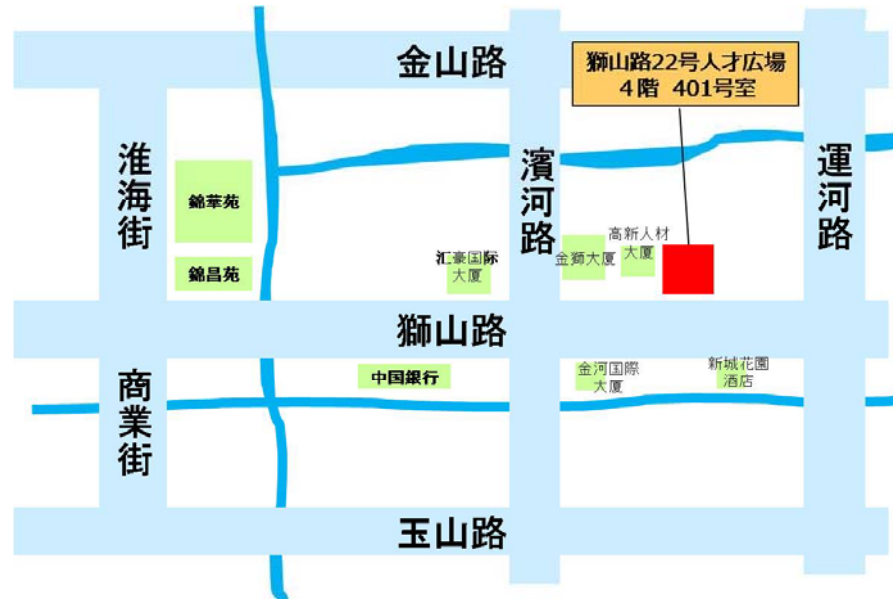 金山路
獅山路22号人才広場
４階 401号室
淮海街
濱河路
運河路
錦華苑
錦昌苑
汇豪国际
大厦
金獅大厦
高新人材
大厦
獅山路
商業街
中国銀行
金河国際
大厦
新城花園
酒店
玉山路